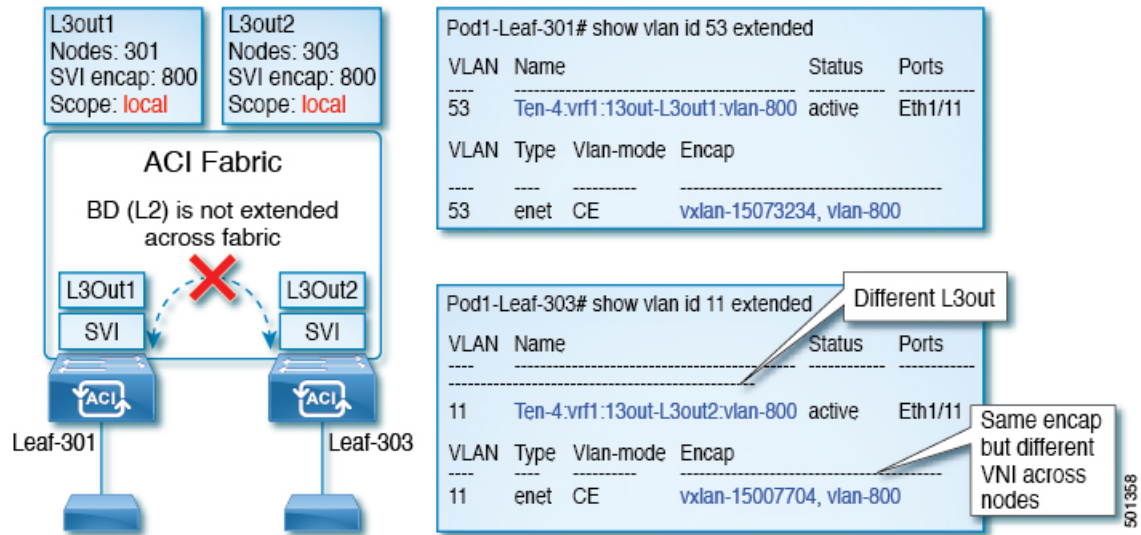 L3out1
Nodes: 301
SVI encap: 800
Scope: local
L3out2
Nodes: 303
SVI encap: 800
Scope: local
ACI Fabric
BD (L2) is not extended
across fabric
L3Out1
SVI
L3Out2
SVI
ACI
ACI
Leaf-301
Leaf-303
Pod1-Leaf-301# show vlan id 53 extended
VLAN Name Status Ports
---- -------------------------------- --------- ---------
53 Ten-4:vrf1:13out-L3out1:vlan-800 active Eth1/11
VLAN Type Vlan-mode Encap
---- ---- ---------- --------------------------------
53 enet CE vxlan-15073234, vlan-800
Pod1-Leaf-303# show vlan id 11 extended
Different L3out
VLAN Name Status Ports
---- -------------------------------- --------- ---------
--------------------------------
11 Ten-4:vrf1:13out-L3out2:vlan-800 active Eth1/11
VLAN Type Vlan-mode Encap
---- ---- ---------- --------------------------------
11 enet CE vxlan-15007704, vlan-800
Same encap
but different
VNI across
nodes
501358